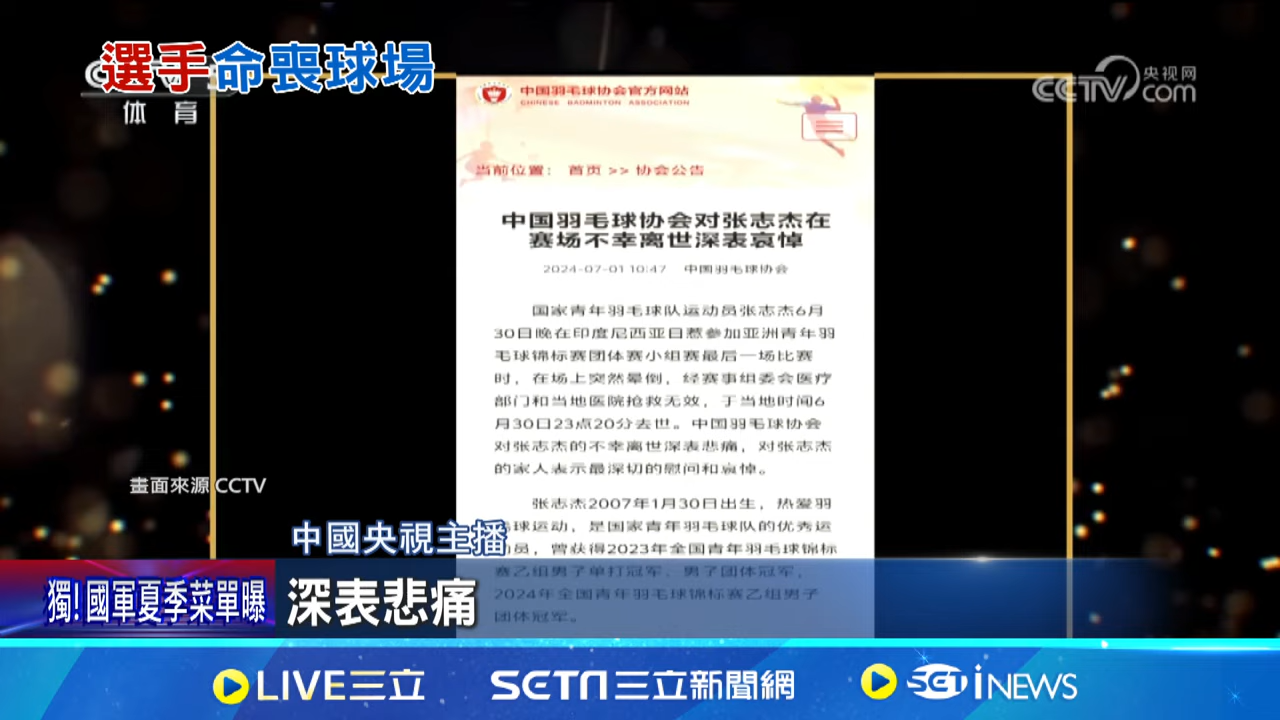 選手命喪球場
体 育
CCTV 央视网
com
中国羽毛球协会官方网站
CHINESE BADMINTON ASSOCIATION
当前位置： 首页 >> 协会公告
中国羽毛球协会对张志杰在
赛场不幸离世深表哀悼
2024-07-01 10:47 中国羽毛球协会
国家青年羽毛球队运动员张志杰6月
30日晚在印度尼西亚日惹参加亚洲青年羽
毛球锦标赛团体赛小组赛最后一场比赛
时，在场上突然晕倒，经赛事组委会医疗
部门和当地医院抢救无效，于当地时间6
月30日23点20分去世。中国羽毛球协会
对张志杰的不幸离世深表悲痛，对张志杰
的家人表示最深切的慰问和哀悼。
张志杰2007年1月30日出生，热爱羽
球运动，是国家青年羽毛球队的优秀运
动员，曾获得2023年全国青年羽毛球锦标
赛乙组男子单打冠军、男子团体冠军，
2024年全国青年羽毛球锦标赛乙组男子
团体冠军。
畫面來源 CCTV
中國央視主播
獨！國軍夏季菜單曝
深表悲痛
LIVE三立
SETN三立新聞網
SET iNEWS